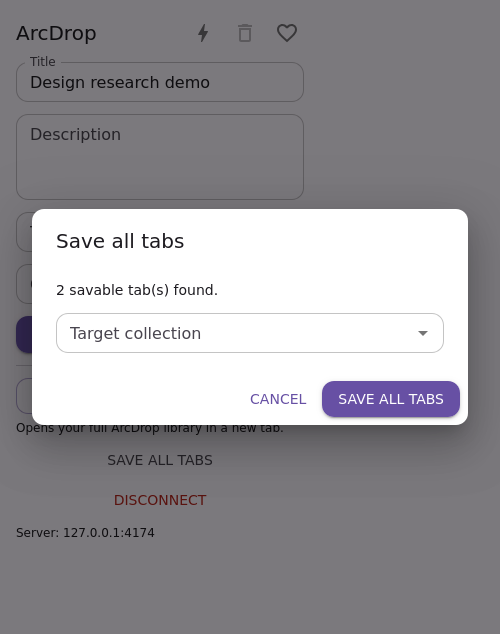 ArcDrop
Title
Design research demo
Description
Save all tabs
2 savable tab(s) found.
Target collection
CANCEL
SAVE ALL TABS
Opens your full ArcDrop library in a new tab.
SAVE ALL TABS
DISCONNECT
Server: 127.0.0.1:4174